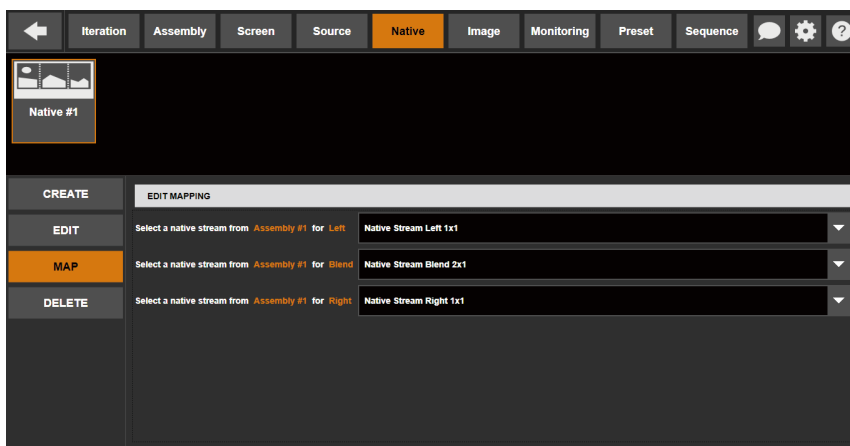 Iteration Assembly Screen Source Native Image Monitoring Preset Sequence ?
Native #1
CREATE
EDIT MAPPING
EDIT
Select a native stream from Assembly #1 for Left Native Stream Left 1x1
MAP
Select a native stream from Assembly #1 for Blend Native Stream Blend 2x1
DELETE
Select a native stream from Assembly #1 for Right Native Stream Right 1x1